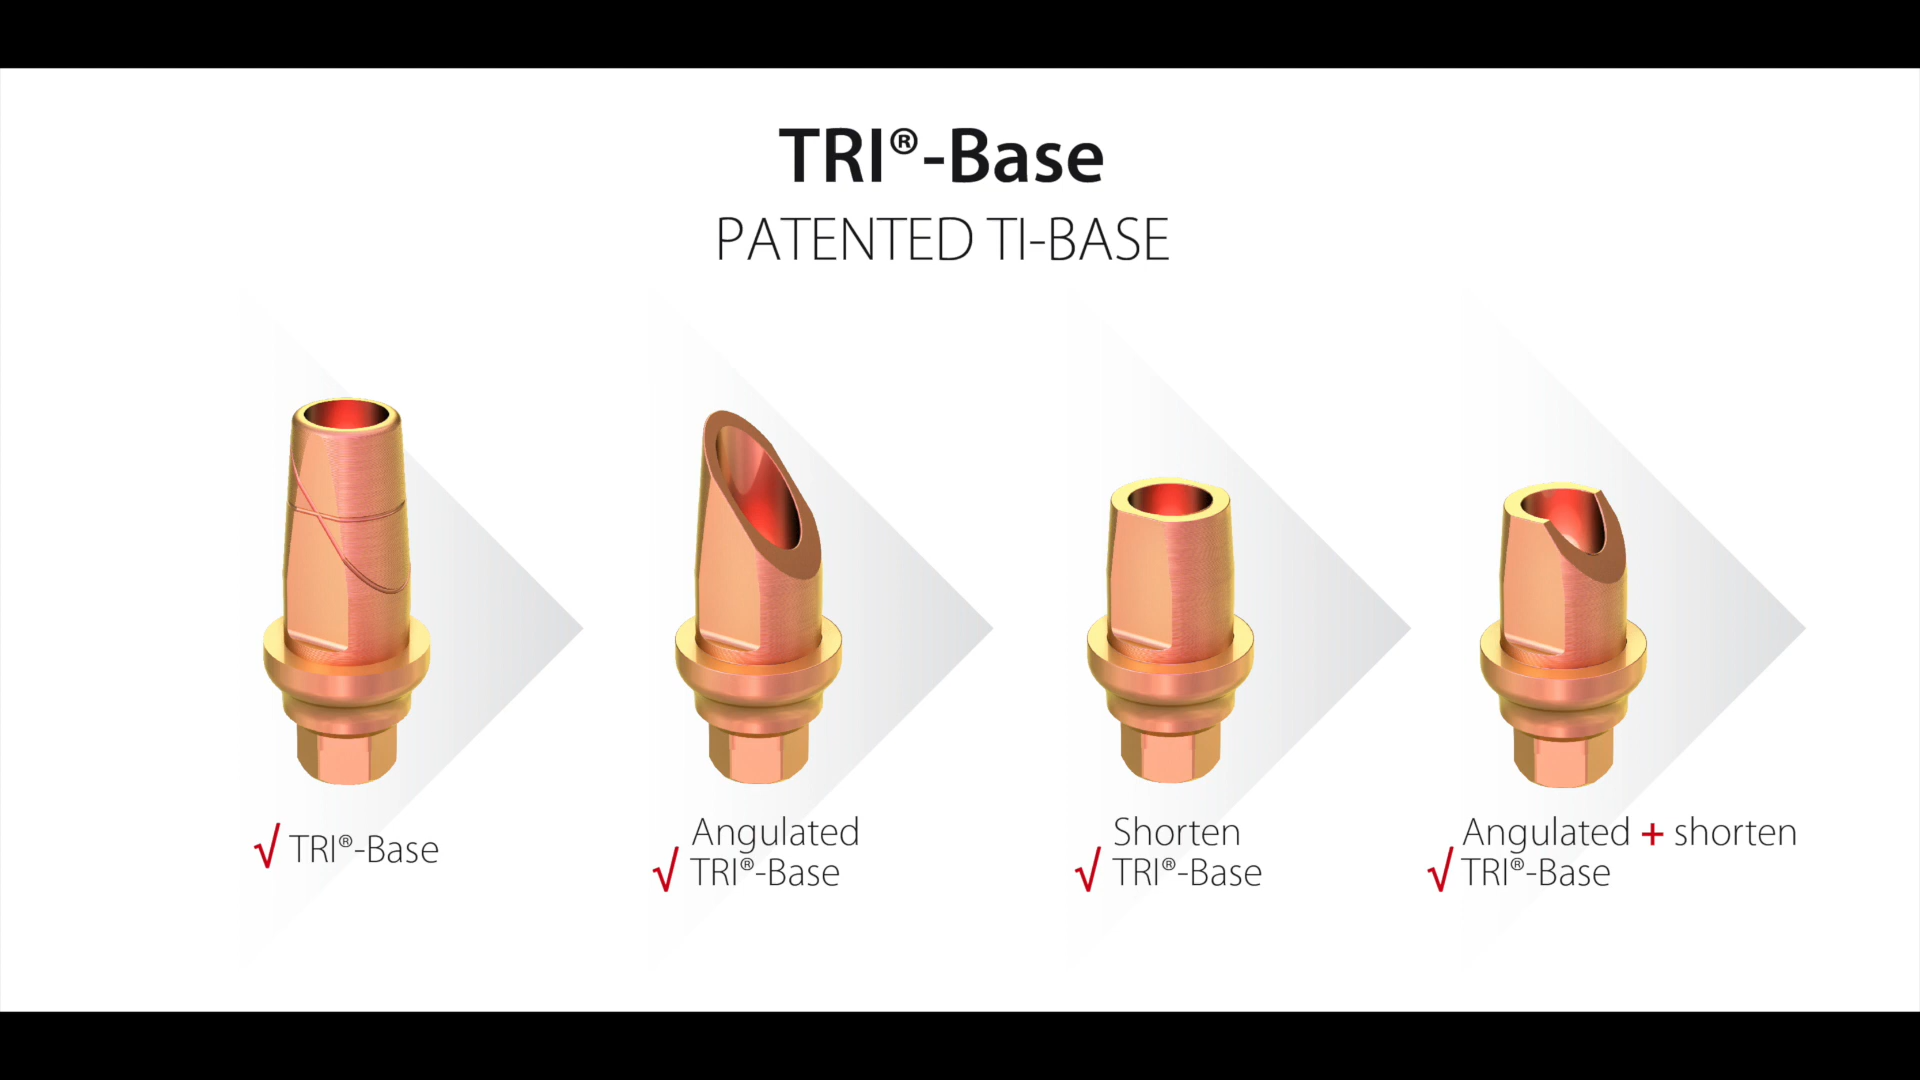 TRI®-Base
PATENTED TI-BASE
√ TRI®-Base
Angulated
√ TRI®-Base
Shorten
√ TRI®-Base
Angulated + shorten
√ TRI®-Base